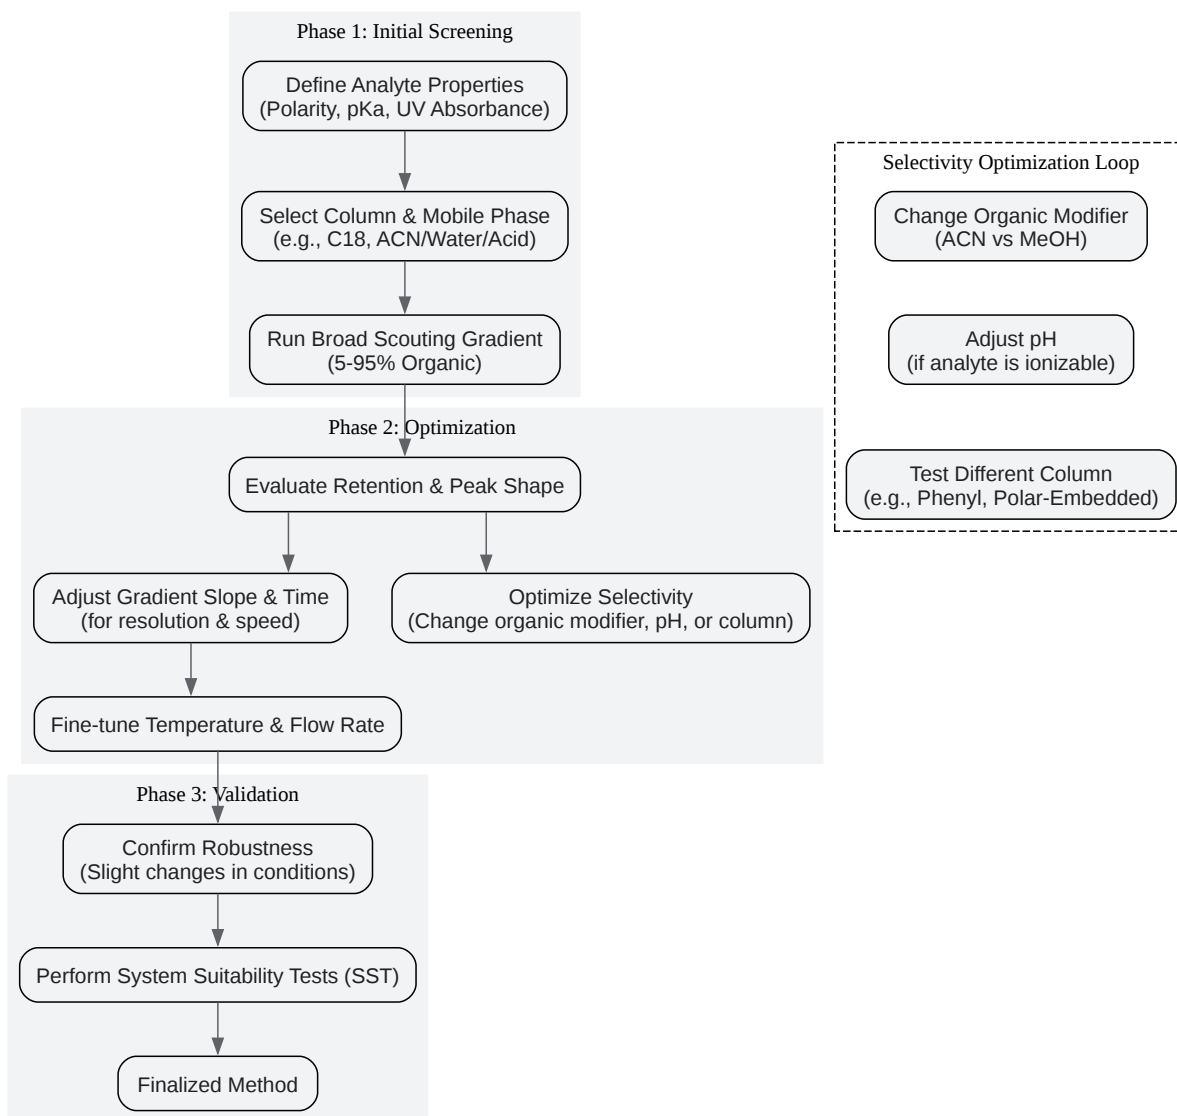 Phase 1: Initial Screening
Define Analyte Properties
(Polarity, pKa, UV Absorbance)
Select Column & Mobile Phase
(e.g., C18, ACN/Water/Acid)
Run Broad Scouting Gradient
(5-95% Organic)
Phase 2: Optimization
Evaluate Retention & Peak Shape
Adjust Gradient Slope & Time
(for resolution & speed)
Optimize Selectivity
(Change organic modifier, pH, or column)
Fine-tune Temperature & Flow Rate
Phase 3: Validation
Confirm Robustness
(Slight changes in conditions)
Perform System Suitability Tests (SST)
Finalized Method
Selectivity Optimization Loop
Change Organic Modifier
(ACN vs MeOH)
Adjust pH
(if analyte is ionizable)
Test Different Column
(e.g., Phenyl, Polar-Embedded)